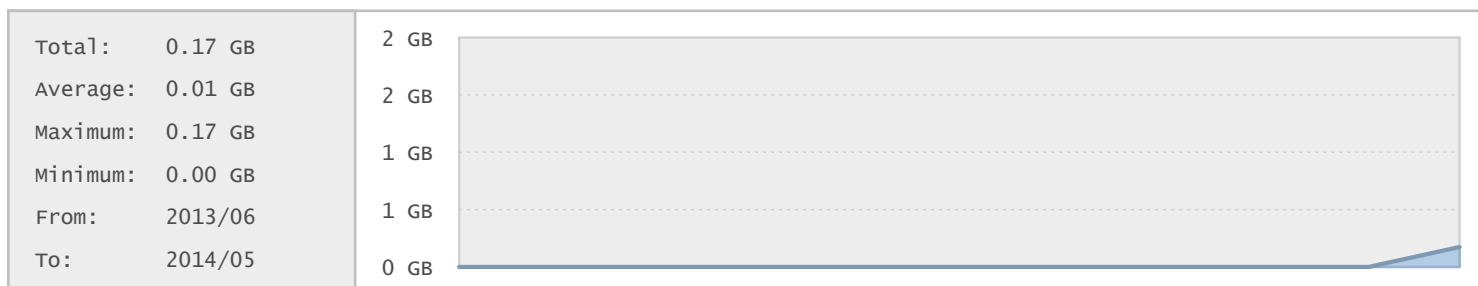 Total: 0.17 GB
Average: 0.01 GB
Maximum: 0.17 GB
Minimum: 0.00 GB
From: 2013/06
To: 2014/05
2 GB
2 GB
1 GB
1 GB
0 GB